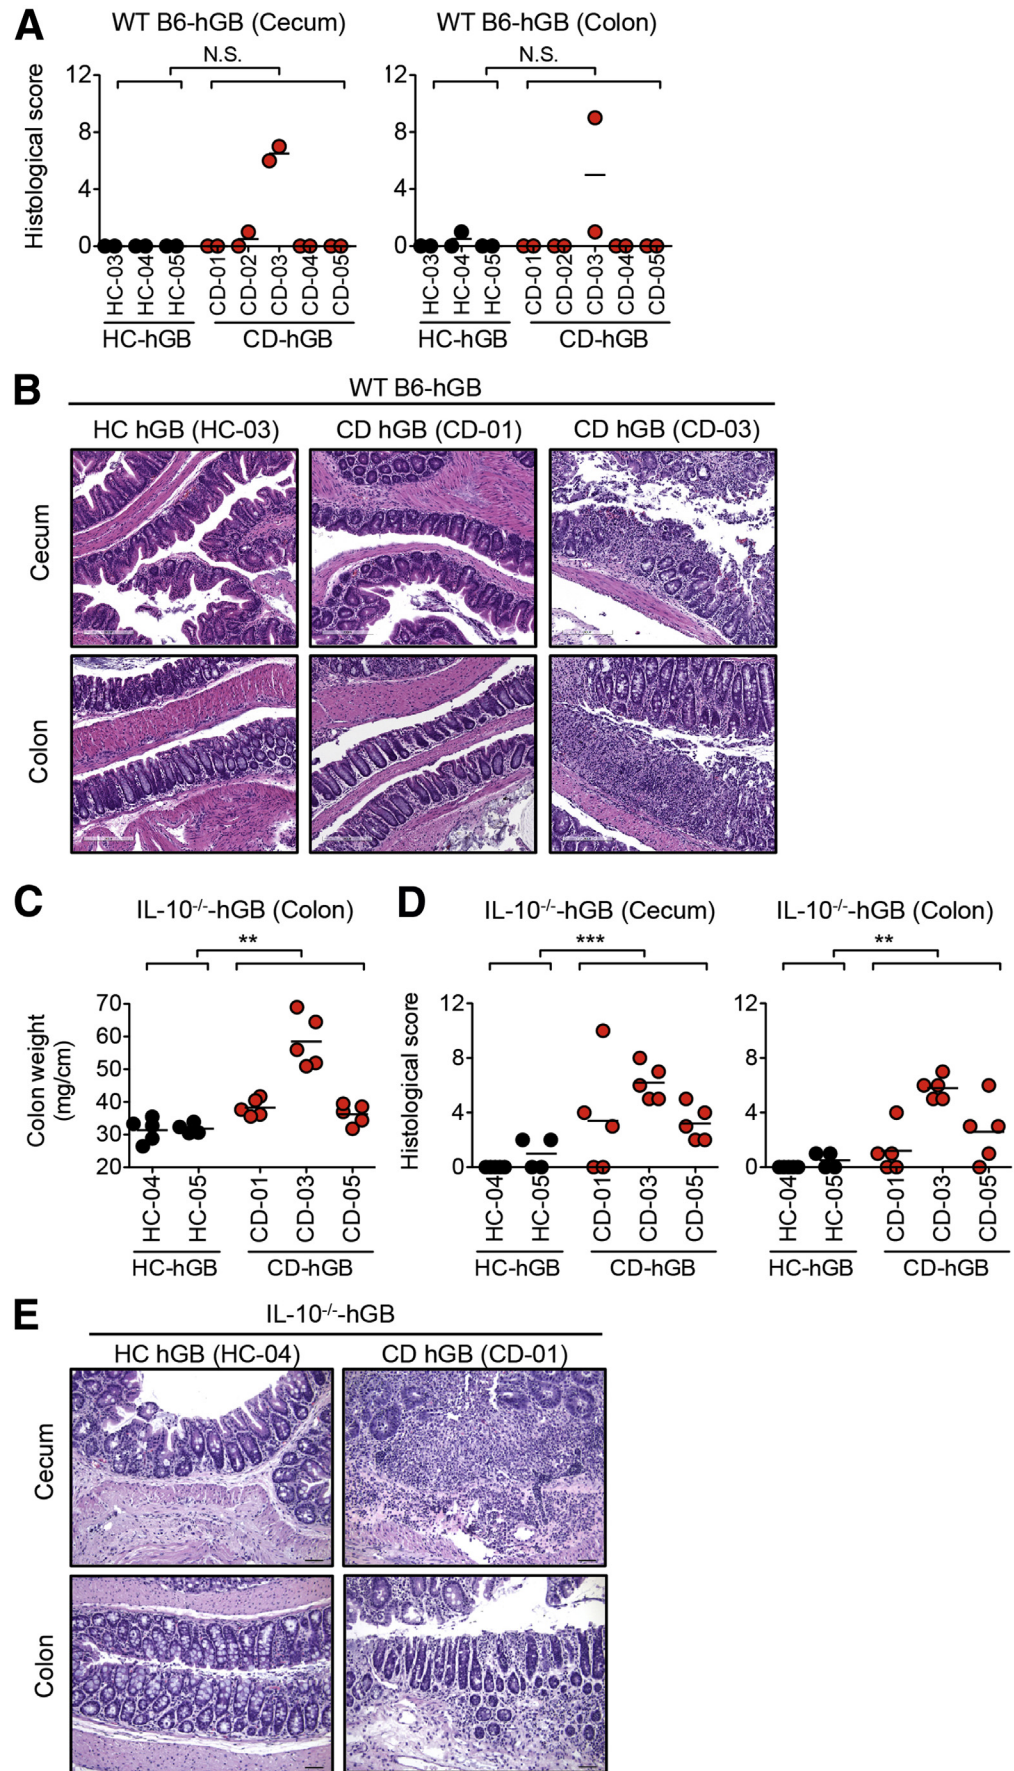 A
WT B6-hGB (Cecum)
WT B6-hGB (Colon)
N.S.
N.S.
Histological score
12
8
4
0
12
8
4
0
HC-03
HC-04
HC-05
CD-01
CD-02
CD-03
CD-04
CD-05
HC-03
HC-04
HC-05
CD-01
CD-02
CD-03
CD-04
CD-05
HC-hGB
CD-hGB
HC-hGB
CD-hGB
B
WT B6-hGB
HC hGB (HC-03)
CD hGB (CD-01)
CD hGB (CD-03)
Cecum
Colon
C
IL-10-/--hGB (Colon)
**
Colon weight
(mg/cm)
70
60
50
40
30
20
HC-04
HC-05
CD-01
CD-03
CD-05
HC-hGB
CD-hGB
D
IL-10-/--hGB (Cecum)
IL-10-/--hGB (Colon)
***
**
Histological score
12
8
4
0
12
8
4
0
HC-04
HC-05
CD-01
CD-03
CD-05
HC-04
HC-05
CD-01
CD-03
CD-05
HC-hGB
CD-hGB
HC-hGB
CD-hGB
E
IL-10-/--hGB
HC hGB (HC-04)
CD hGB (CD-01)
Cecum
Colon